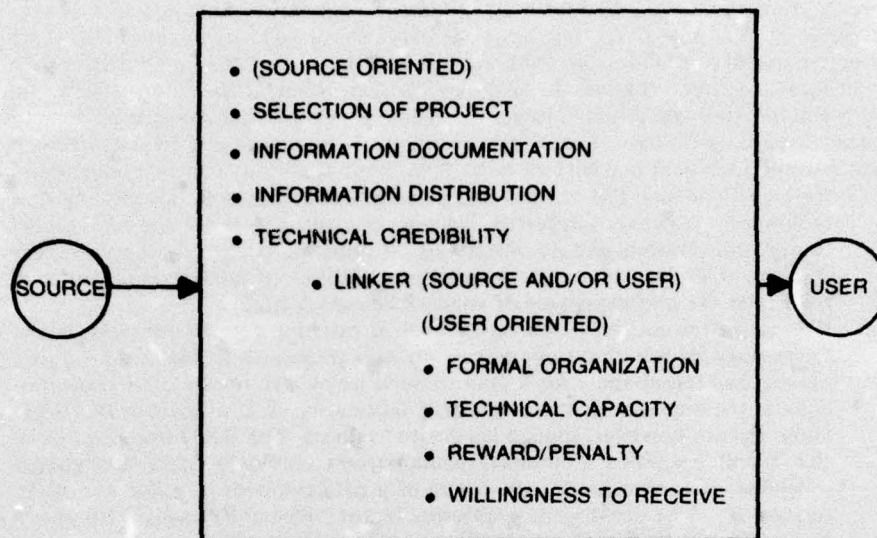 • (SOURCE ORIENTED)
• SELECTION OF PROJECT
• INFORMATION DOCUMENTATION
• INFORMATION DISTRIBUTION
• TECHNICAL CREDIBILITY
SOURCE
• LINKER (SOURCE AND/OR USER)
USER
(USER ORIENTED)
• FORMAL ORGANIZATION
• TECHNICAL CAPACITY
• REWARD/PENALTY
• WILLINGNESS TO RECEIVE